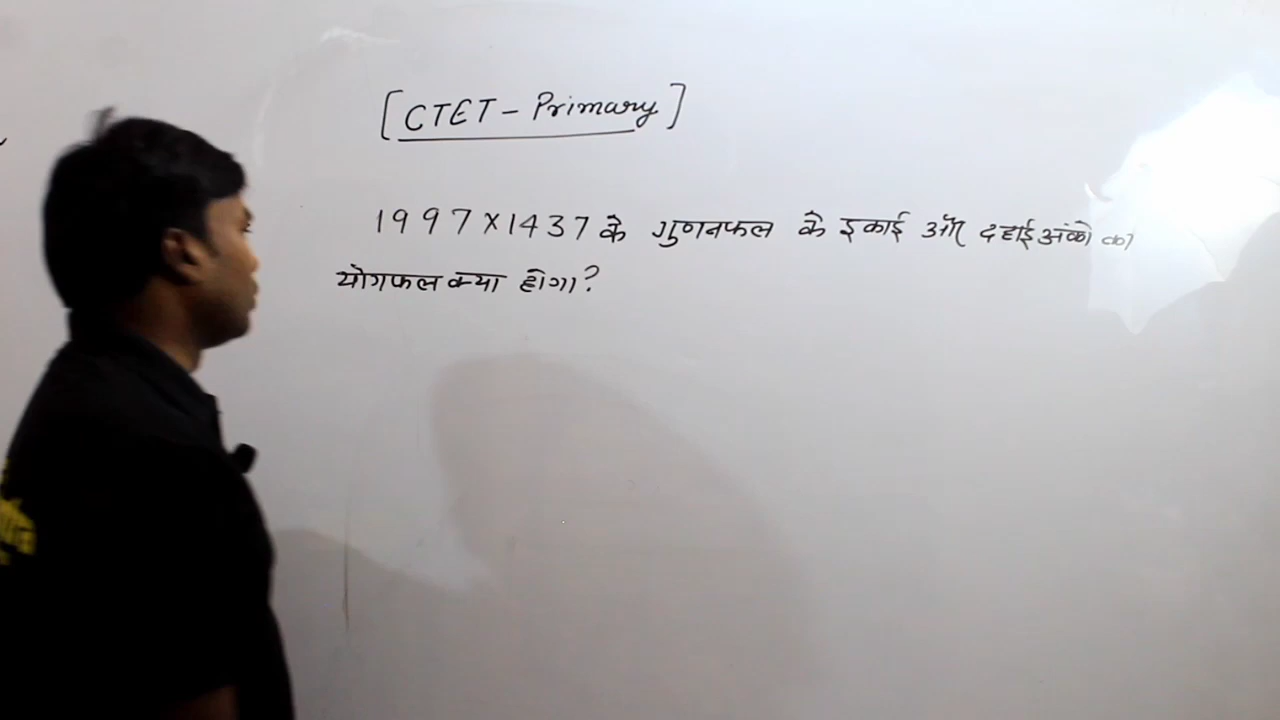 [CTET - Primary]
1997×1437 के गुणनफल के इकाई और दहाई अंको का
योगफल क्या होगा?